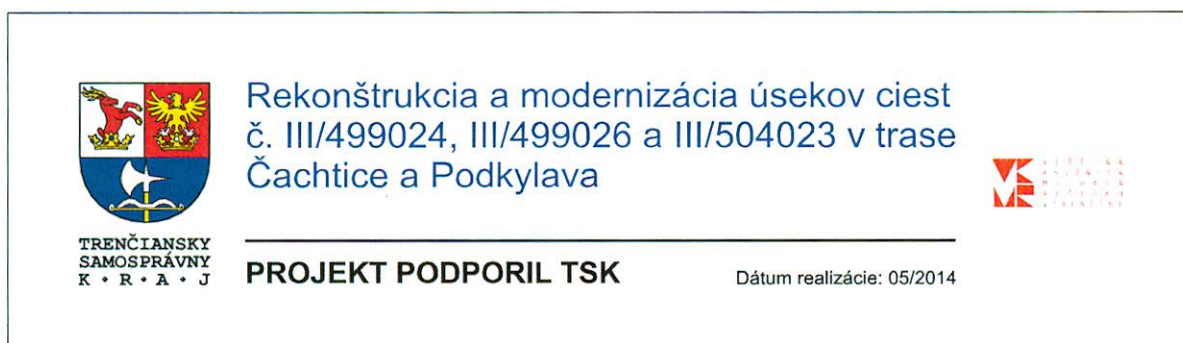 Rekonštrukcia a modernizácia úsekov ciest
č. III/499024, III/499026 a III/504023 v trase
Čachtice a Podkylava
TRENČIANSKY
SAMOSPRÁVNY
K • R • A • J
PROJEKT PODPORIL TSK
Dátum realizácie: 05/2014